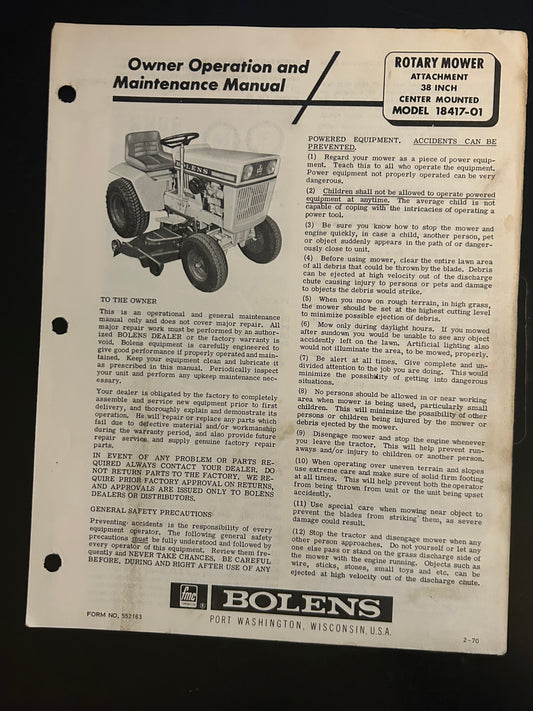 Owner Operation and
Maintenance Manual
ROTARY MOWER
ATTACHMENT
38 INCH
CENTER MOUNTED
MODEL 18417-01
BOLENS
TO THE OWNER
This is an operational and general maintenance
manual only and does not cover major repair. All
major repair work must be performed by an author-
ized BOLENS DEALER or the factory warranty is
void. Bolens equipment is carefully engineered to
give good performance if properly operated and main-
tained. Keep your equipment clean and lubricate it
as prescribed in this manual. Periodically inspect
your unit and perform any upkeep maintenance nec-
essary.
Your dealer is obligated by the factory to completely
assemble and service new equipment prior to first
delivery, and thoroughly explain and demonstrate its
operation. He will repair or replace any parts which
fail due to defective material and/or workmanship
during the warranty period, and also provide future
repair service and supply genuine factory repair
parts.
IN EVENT OF ANY PROBLEM OR PARTS RE-
QUIRED ALWAYS CONTACT YOUR DEALER. DO
NOT RETURN PARTS TO THE FACTORY. WE RE-
QUIRE PRIOR FACTORY APPROVAL ON RETURNS,
AND APPROVALS ARE ISSUED ONLY TO BOLENS
DEALERS OR DISTRIBUTORS.
GENERAL SAFETY PRECAUTIONS
Preventing accidents is the responsibility of every
equipment operator. The following general safety
precautions must be fully understood and followed by
every operator of this equipment. Review them fre-
quently and NEVER TAKE CHANCES. BE CAREFUL
BEFORE, DURING AND RIGHT AFTER USE OF ANY
POWERED EQUIPMENT. ACCIDENTS CAN BE
PREVENTED.
(1) Regard your mower as a piece of power equip-
ment. Teach this to all who operate the equipment.
Power equipment not properly operated can be very
dangerous.
(2) Children shall not be allowed to operate powered
equipment at anytime. The average child is not
capable of coping with the intricacies of operating a
power tool.
(3) Be sure you know how to stop the mower and
engine quickly, in case a child, another person, pet
or object suddenly appears in the path of or danger-
ously close to unit.
(4) Before using mower, clear the entire lawn area
of all debris that could be thrown by the blade. Debris
can be ejected at high velocity out of the discharge
chute causing injury to persons or pets and damage
to objects the debris would strike.
(5) When you mow on rough terrain, in high grass,
the mower should be set at the highest cutting level
to minimize possible ejection of debris.
(6) Mow only during daylight hours. If you mowed
after sundown you would be unable to see any object
accidently left on the lawn. Artificial lighting also
would not illuminate the area, to be mowed, properly.
(7) Be alert at all times. Give complete and un-
divided attention to the job you are doing. This would
minimize the possibility of getting into dangerous
situations.
(8) No persons should be allowed in or near working
area when mower is being used, particularly small
children. This will minimize the possibility of other
persons or children being injured by the mower or
debris ejected by the mower.
(9) Disengage mower and stop the engine whenever
you leave the tractor. This will help prevent run-
aways and/or injury to children or another person.
(10) When operating over uneven terrain and slopes
use extreme care and make sure of solid firm footing
at all times. This will help prevent both the operator
from being thrown from unit or the unit being upset
accidently.
(11) Use special care when mowing near object to
prevent the blades from striking them, as severe
damage could result.
(12) Stop the tractor and disengage mower when any
other person approaches. Do not yourself or let any
one else pass or stand on the grass discharge side of
the mower with the engine running. Objects such as
wire, sticks, stones, small toys and etc, can be
ejected at high velocity out of the discharge chute.
fmc
®
BOLENS
PORT WASHINGTON, WISCONSIN, U.S.A.
FORM NO. 552163
2-70